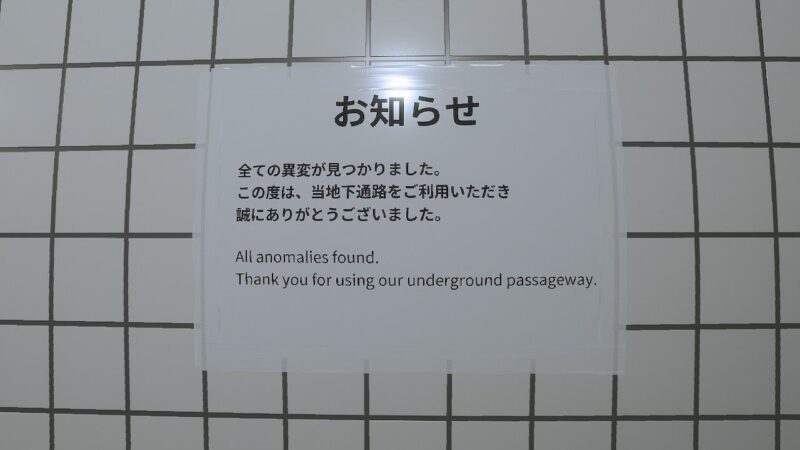 お知らせ
全ての異変が見つかりました。
この度は、当地下通路をご利用いただき
誠にありがとうございました。
All anomalies found.
Thank you for using our underground passageway.